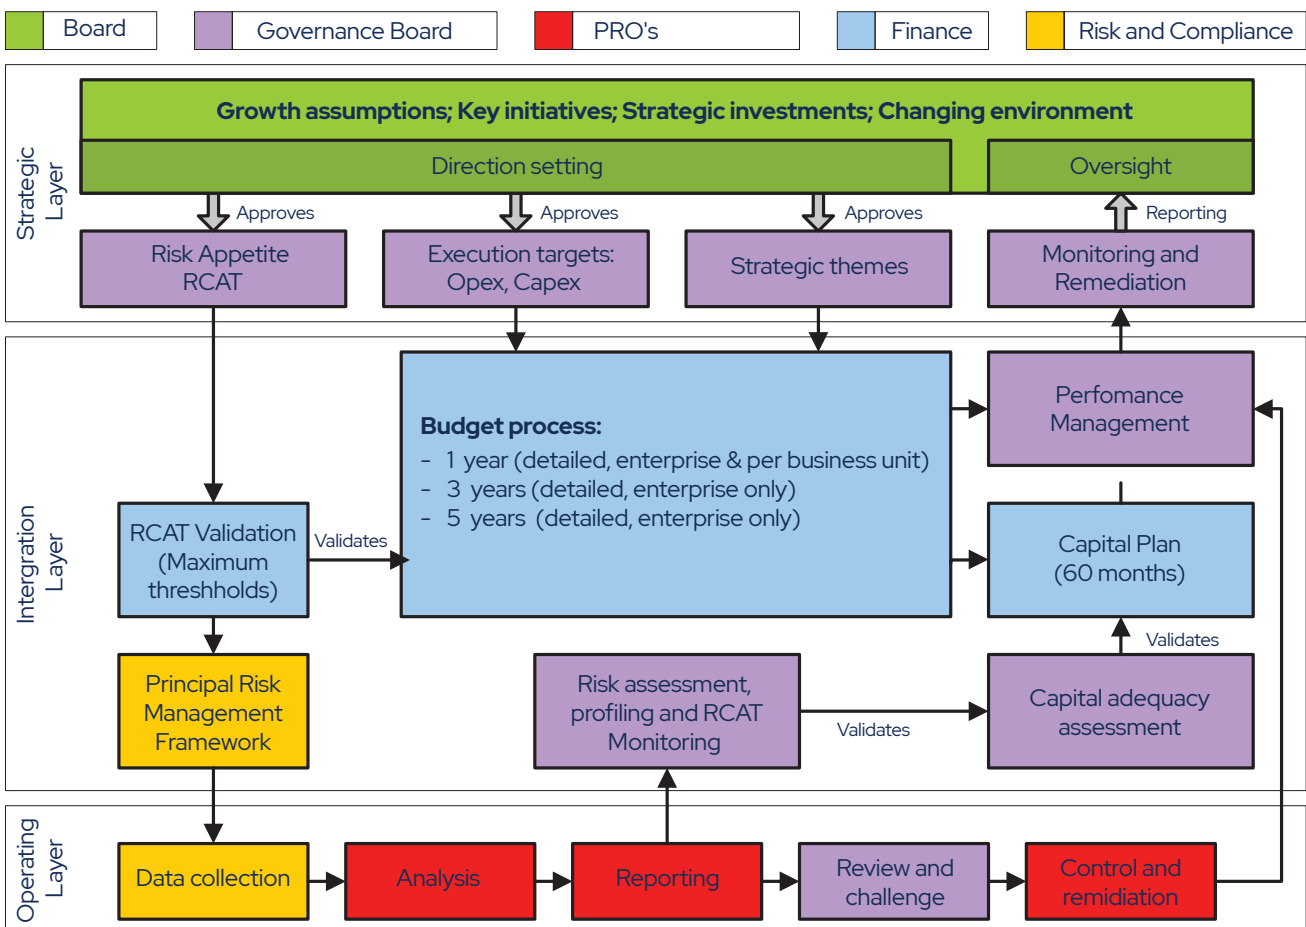 Board
Governance Board
PRO's
Finance
Risk and Compliance
Strategic
Layer
Growth assumptions; Key initiatives; Strategic investments; Changing environment
Direction setting
Oversight
Approves
Approves
Approves
Reporting
Risk Appetite
RCAT
Execution targets:
Opex, Capex
Strategic themes
Monitoring and
Remediation
Intergration
Layer
Budget process:
- 1 year (detailed, enterprise & per business unit)
- 3 years (detailed, enterprise only)
- 5 years (detailed, enterprise only)
Perfomance
Management
RCAT Validation
(Maximum
threshholds)
Validates
Capital Plan
(60 months)
Validates
Principal Risk
Management
Framework
Risk assessment,
profiling and RCAT
Monitoring
Validates
Capital adequacy
assessment
Operating
Layer
Data collection
Analysis
Reporting
Review and
challenge
Control and
remidiation